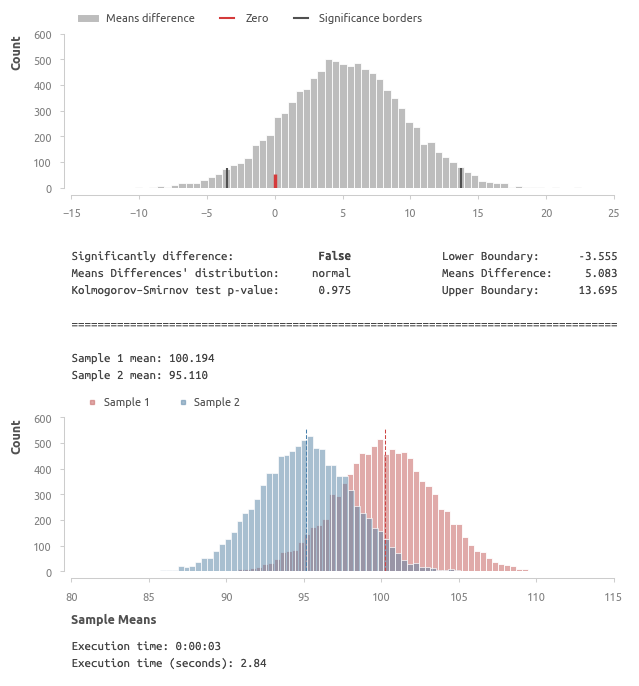 Means difference Zero Significance borders
Count
600
500
400
300
200
100
0
−15 −10 −5 0 5 10 15 20 25
Significantly difference: False Lower Boundary: -3.555
Means Differences' distribution: normal Means Difference: 5.083
Kolmogorov-Smirnov test p-value: 0.975 Upper Boundary: 13.695
====================================================================================
Sample 1 mean: 100.194
Sample 2 mean: 95.110
Sample 1 Sample 2
Count
600
500
400
300
200
100
0
80 85 90 95 100 105 110 115
Sample Means
Execution time: 0:00:03
Execution time (seconds): 2.84